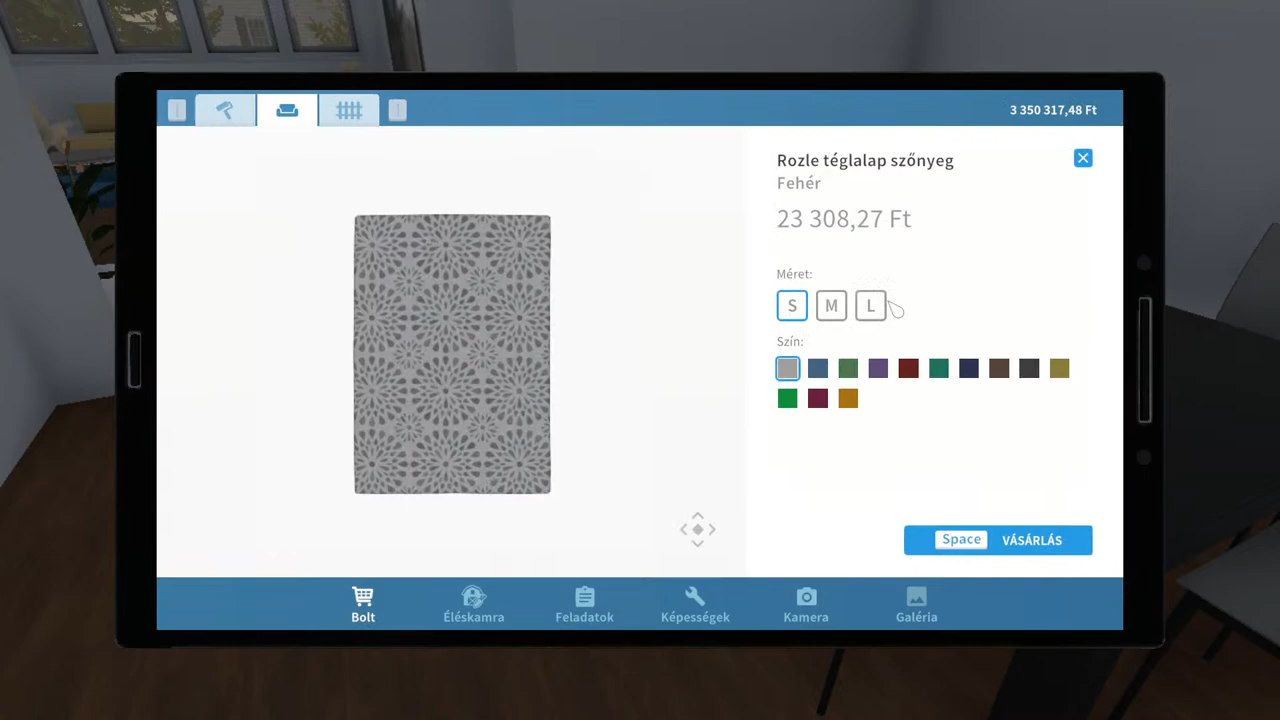 3 350 317,48 Ft
Rozle téglalap szőnyeg
Fehér
23 308,27 Ft
Méret:
S M L
Szín:
Space VÁSÁRLÁS
Bolt Éléskamra Feladatok Képességek Kamera Galéria